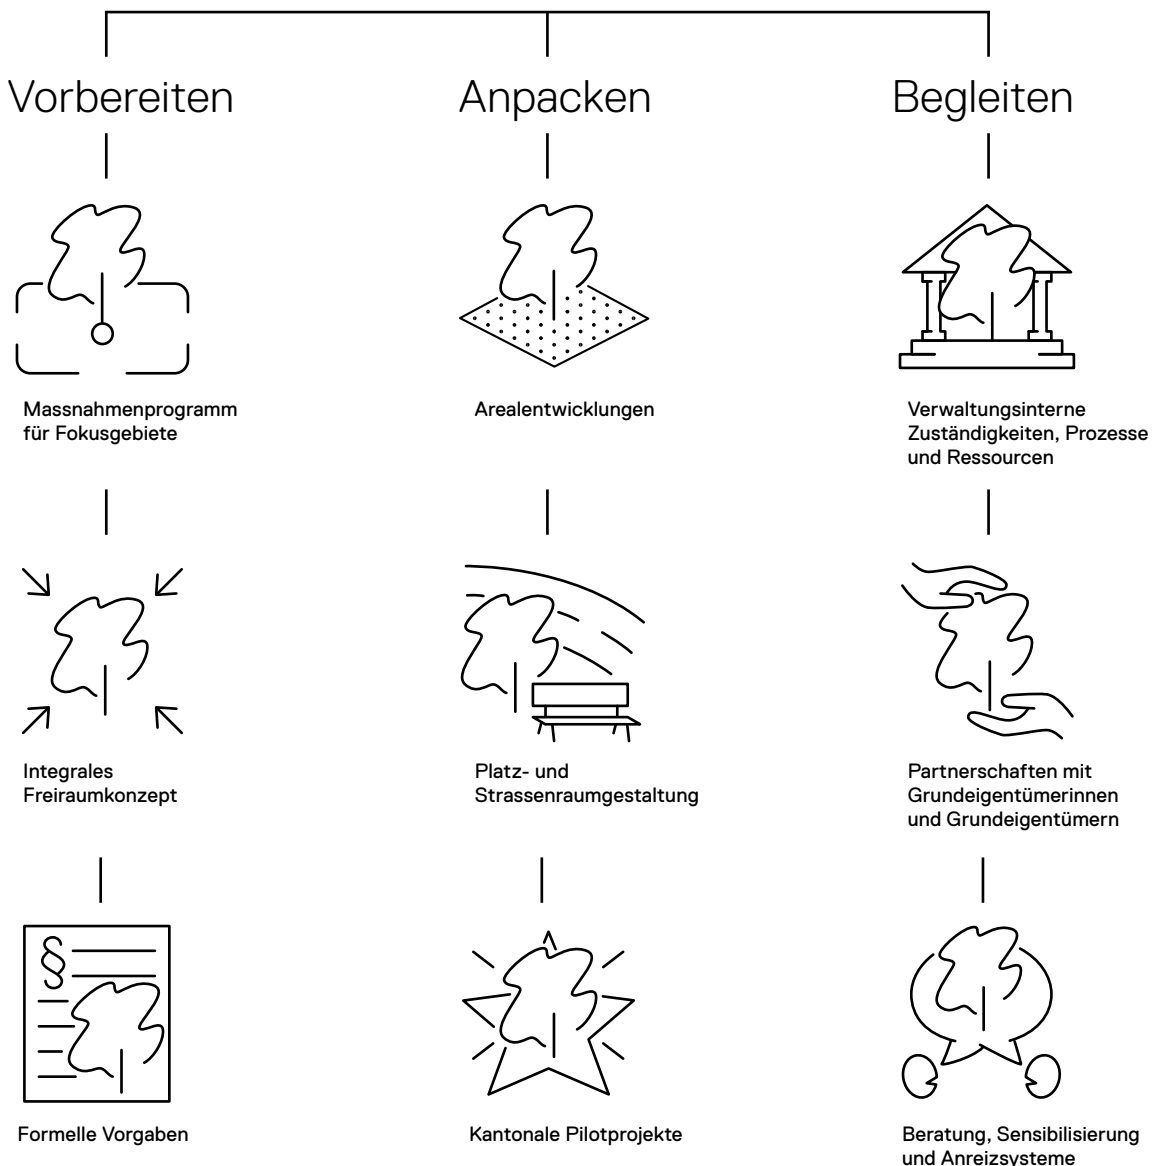 Vorbereiten
Massnahmenprogramm
für Fokusgebiete
Integrales
Freiraumkonzept
§
Formelle Vorgaben
Anpacken
Arealentwicklungen
Platz- und
Strassenraumgestaltung
Kantonale Pilotprojekte
Begleiten
Verwaltungsinterne
Zuständigkeiten, Prozesse
und Ressourcen
Partnerschaften mit
Grundeigentümerinnen
und Grundeigentümern
Beratung, Sensibilisierung
und Anreizsysteme